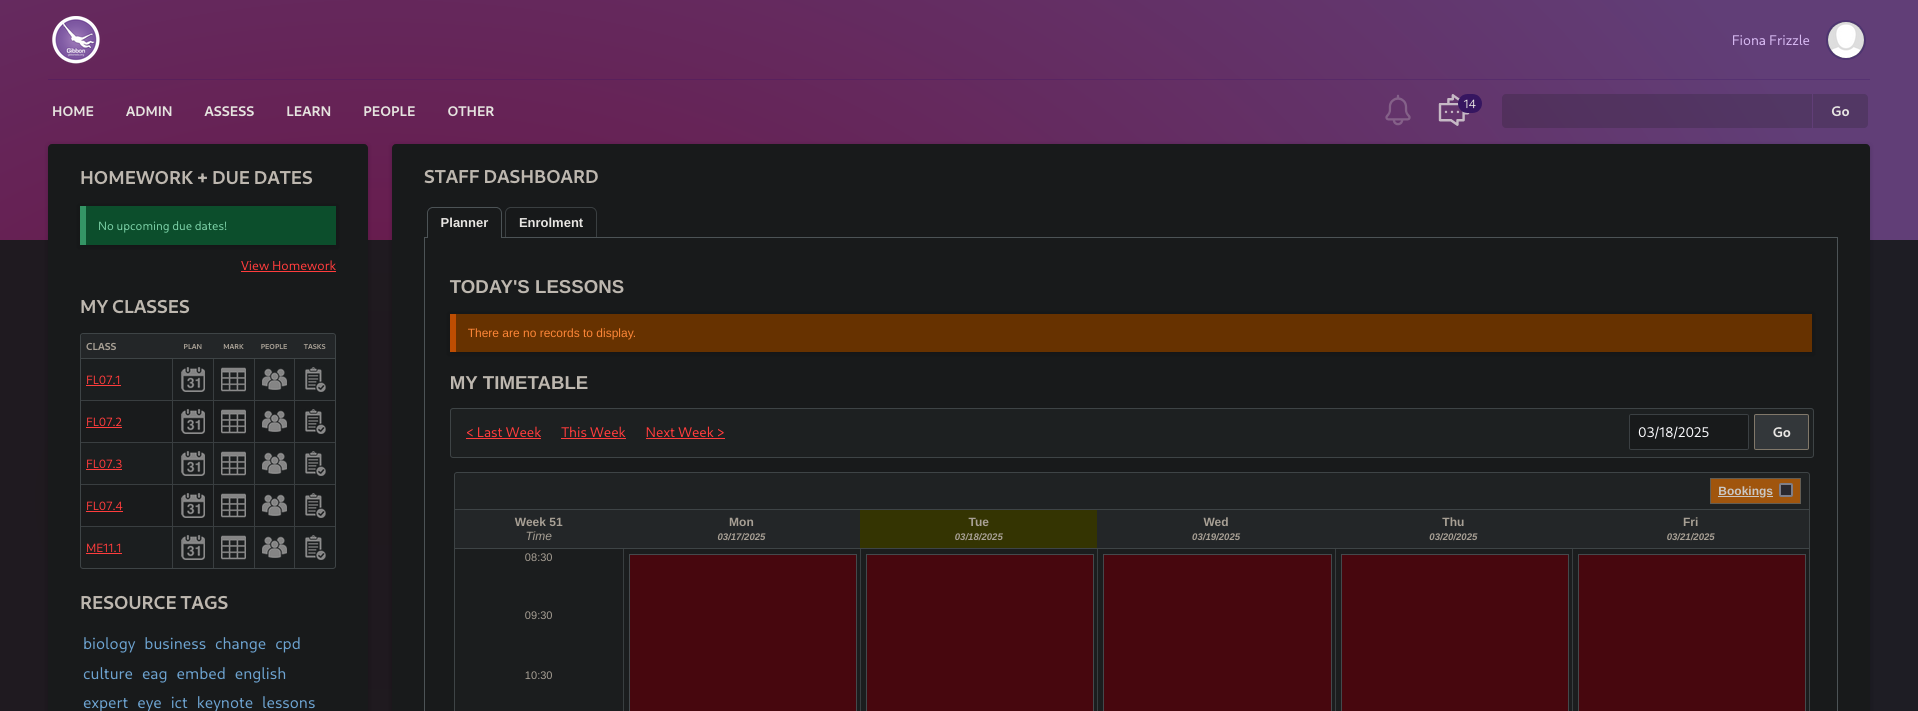 Gibbon
Fiona Frizzle
HOME ADMIN ASSESS LEARN PEOPLE OTHER
14
Go
HOMEWORK + DUE DATES
No upcoming due dates!
View Homework
MY CLASSES
CLASS PLAN MARK PEOPLE TASKS
FL07.1 31
FL07.2 31
FL07.3 31
FL07.4 31
ME11.1 31
RESOURCE TAGS
biology business change cpd
culture eag embed english
expert eye ict keynote lessons
STAFF DASHBOARD
Planner Enrolment
TODAY'S LESSONS
There are no records to display.
MY TIMETABLE
< Last Week This Week Next Week > 03/18/2025 Go
Bookings
Week 51 Mon Tue Wed Thu Fri
Time 03/17/2025 03/18/2025 03/19/2025 03/20/2025 03/21/2025
08:30
09:30
10:30